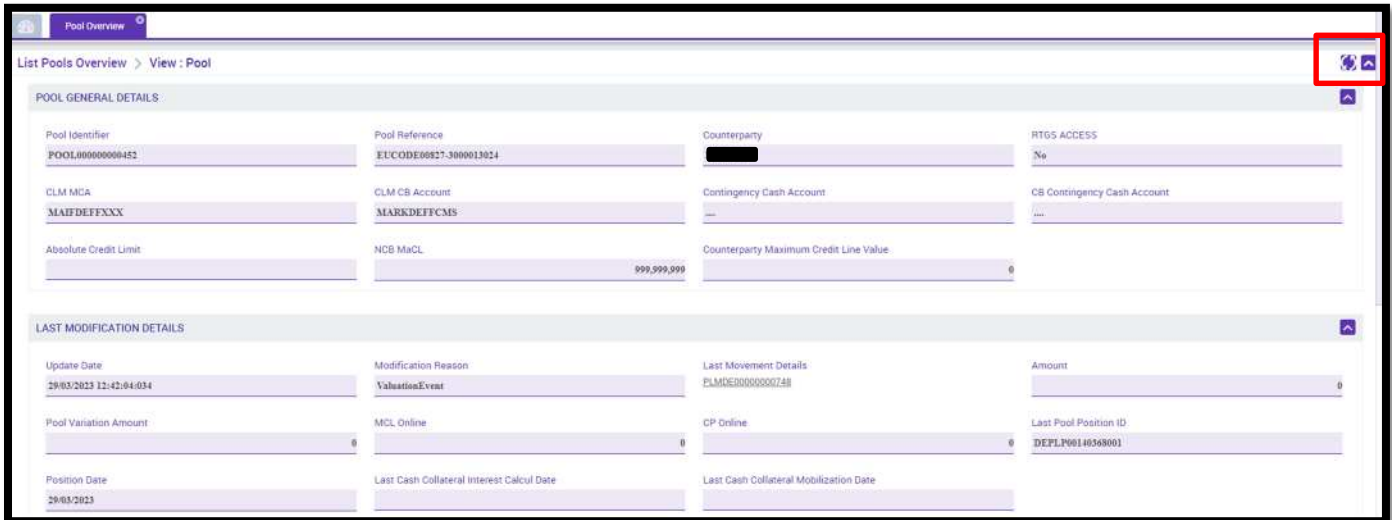 Pool Overview
List Pools Overview > View : Pool
POOL GENERAL DETAILS
Pool Identifier Pool Reference Counterparty RTGS ACCESS
POOL000000000452 EUCODE00827-3000013024 No
CLM MCA CLM CB Account Contingency Cash Account CB Contingency Cash Account
MAIFDEFFXXX MARKDEFFCMS .... ....
Absolute Credit Limit NCB MaCL Counterparty Maximum Credit Line Value
999,999,999 0
LAST MODIFICATION DETAILS
Update Date Modification Reason Last Movement Details Amount
29/03/2023 12:42:04:034 ValuationEvent PLMDE00000000748 0
Pool Variation Amount MCL Online CP Online Last Pool Position ID
0 0 0 DEPLP00140368001
Position Date Last Cash Collateral Interest Calcul Date Last Cash Collateral Mobilization Date
29/03/2023